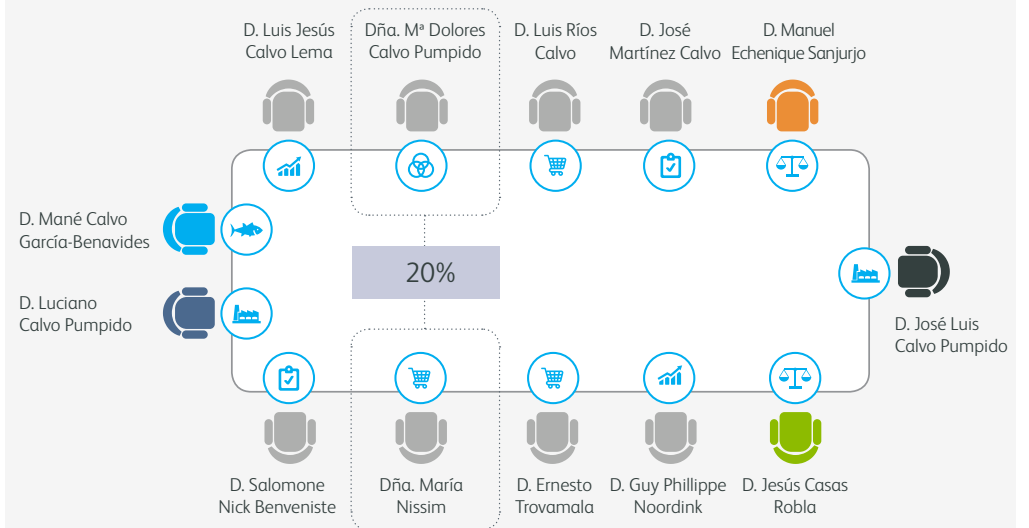 D. Luis Jesús
Calvo Lema
Dña. Mª Dolores
Calvo Pumpido
D. Luis Ríos
Calvo
D. José
Martínez Calvo
D. Manuel
Echenique Sanjurjo
D. Mané Calvo
García-Benavides
20%
D. Luciano
Calvo Pumpido
D. José Luis
Calvo Pumpido
D. Salomone
Nick Benveniste
Dña. María
Nissim
D. Ernesto
Trovamala
D. Guy Phillippe
Noordink
D. Jesús Casas
Robla